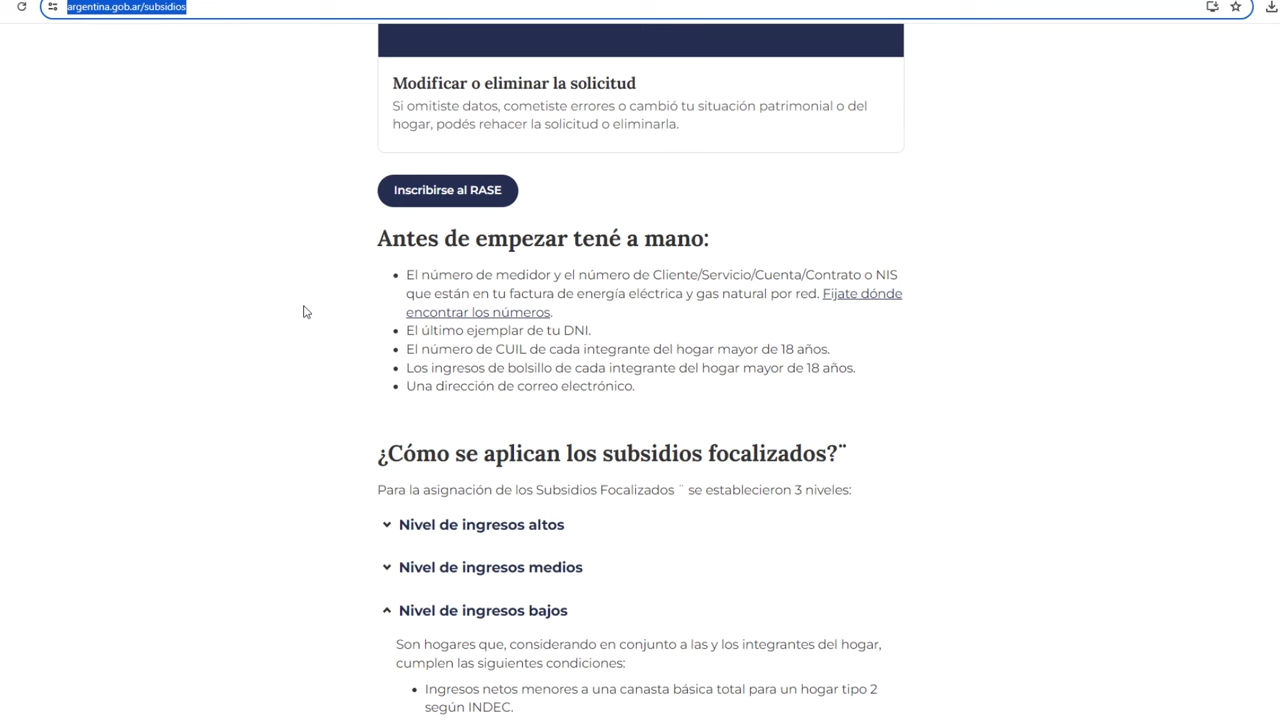 argentina.gob.ar/subsidios
Modificar o eliminar la solicitud
Si omitiste datos, cometiste errores o cambió tu situación patrimonial o del
hogar, podés rehacer la solicitud o eliminarla.
Inscribirse al RASE
Antes de empezar tené a mano:
El número de medidor y el número de Cliente/Servicio/Cuenta/Contrato o NIS
que están en tu factura de energía eléctrica y gas natural por red. Fijate dónde
encontrar los números.
El último ejemplar de tu DNI.
El número de CUIL de cada integrante del hogar mayor de 18 años.
Los ingresos de bolsillo de cada integrante del hogar mayor de 18 años.
Una dirección de correo electrónico.
¿Cómo se aplican los subsidios focalizados?¨
Para la asignación de los Subsidios Focalizados ¨ se establecieron 3 niveles:
Nivel de ingresos altos
Nivel de ingresos medios
Nivel de ingresos bajos
Son hogares que, considerando en conjunto a las y los integrantes del hogar,
cumplen las siguientes condiciones:
Ingresos netos menores a una canasta básica total para un hogar tipo 2
según INDEC.